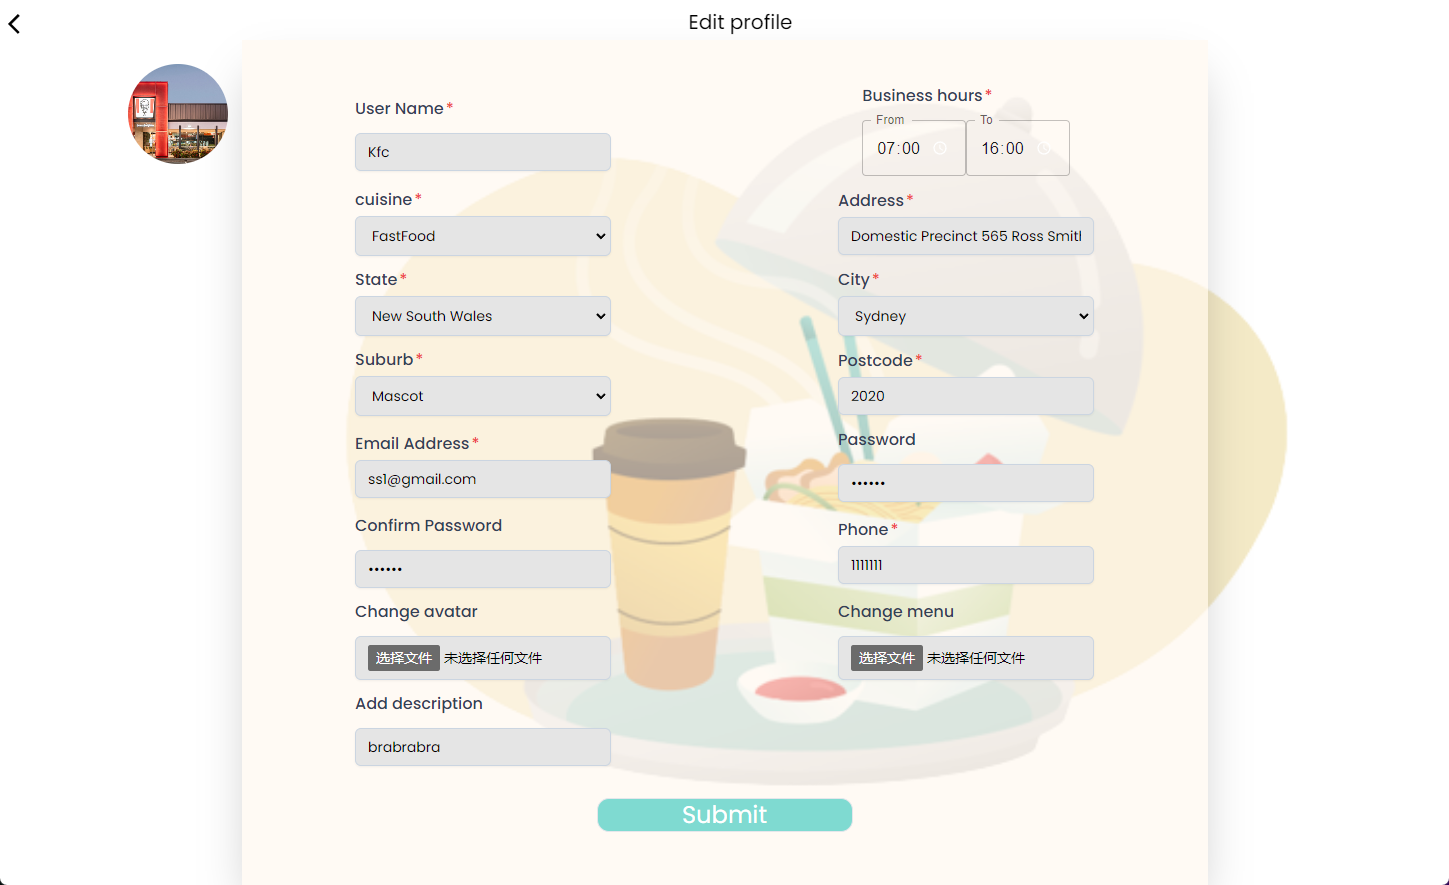 Edit profile
User Name*
Kfc
Business hours*
From
07:00
To
16:00
cuisine*
FastFood
Address*
Domestic Precinct 565 Ross Smit
State*
New South Wales
City*
Sydney
Suburb*
Mascot
Postcode*
2020
Email Address*
ss1@gmail.com
Password
••••••
Confirm Password
••••••
Phone*
1111111
Change avatar
选择文件 未选择任何文件
Change menu
选择文件 未选择任何文件
Add description
brabrabra
Submit